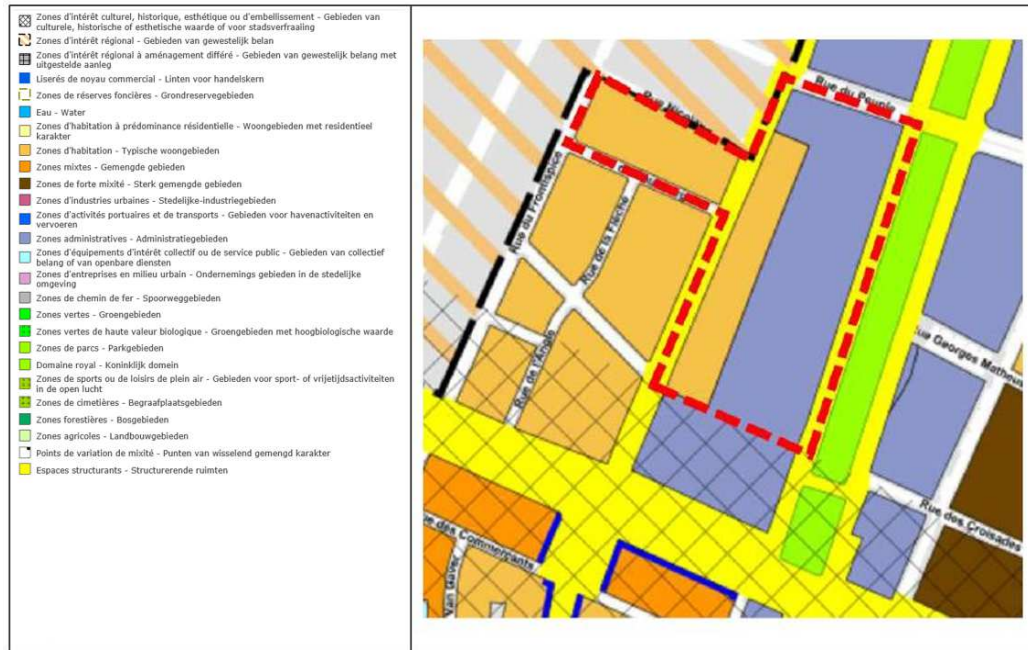 Zones d'intérêt culturel, historique, esthétique ou d'embellissement - Gebieden van
culturele, historische of esthetische waarde of voor stadsverfraaiing
Zones d'intérêt régional - Gebieden van gewestelijk belan
Zones d'intérêt régional à aménagement différé - Gebieden van gewestelijk belang met
uitgestelde aanleg
Liserés de noyau commercial - Linten voor handelskern
Zones de réserves foncières - Grondreservegebieden
Eau - Water
Zones d'habitation à prédominance résidentielle - Woongebieden met residentieel
karakter
Zones d'habitation - Typische woongebieden
Zones mixtes - Gemengde gebieden
Zones de forte mixité - Sterk gemengde gebieden
Zones d'industries urbaines - Stedelijke-industriegebieden
Zones d'activités portuaires et de transports - Gebieden voor havenactiviteiten en
vervoeren
Zones administratives - Administratiegebieden
Zones d'équipements d'intérêt collectif ou de service public - Gebieden van collectief
belang of van openbare diensten
Zones d'entreprises en milieu urbain - Ondernemings gebieden in de stedelijke
omgeving
Zones de chemin de fer - Spoorweggebieden
Zones vertes - Groengebieden
Zones vertes de haute valeur biologique - Groengebieden met hoogbiologische waarde
Zones de parcs - Parkgebieden
Domaine royal - Koninklijk domein
Zones de sports ou de loisirs de plein air - Gebieden voor sport- of vrijetijdsactiviteiten
in de open lucht
Zones de cimetières - Begraafplaatsgebieden
Zones forestières - Bosgebieden
Zones agricoles - Landbouwgebieden
Points de variation de mixité - Punten van wisselend gemengd karakter
Espaces structurants - Structurerende ruimten
Rue du Peuple
Rue Nicolay
Rue du Frontispice
Rue de la Flèche
Rue de l'Angle
Rue Georges Matheus
Rue des Croisades
ue des Commerçants
Van Gaver